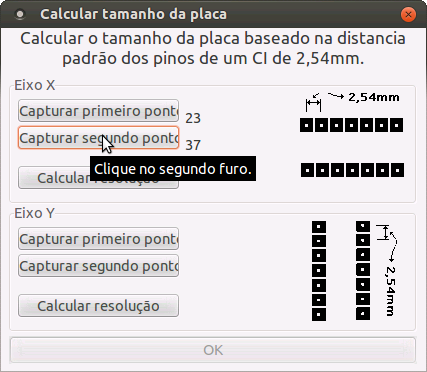 Calcular tamanho da placa
Calcular o tamanho da placa baseado na distancia
padrão dos pinos de um CI de 2,54mm.
Eixo X
2,54mm
Capturar primeiro ponto
23
Capturar segundo ponto
37
Clique no segundo furo.
Calcular resolução
Eixo Y
Capturar primeiro ponto
Capturar segundo ponto
2,54mm
Calcular resolução
OK